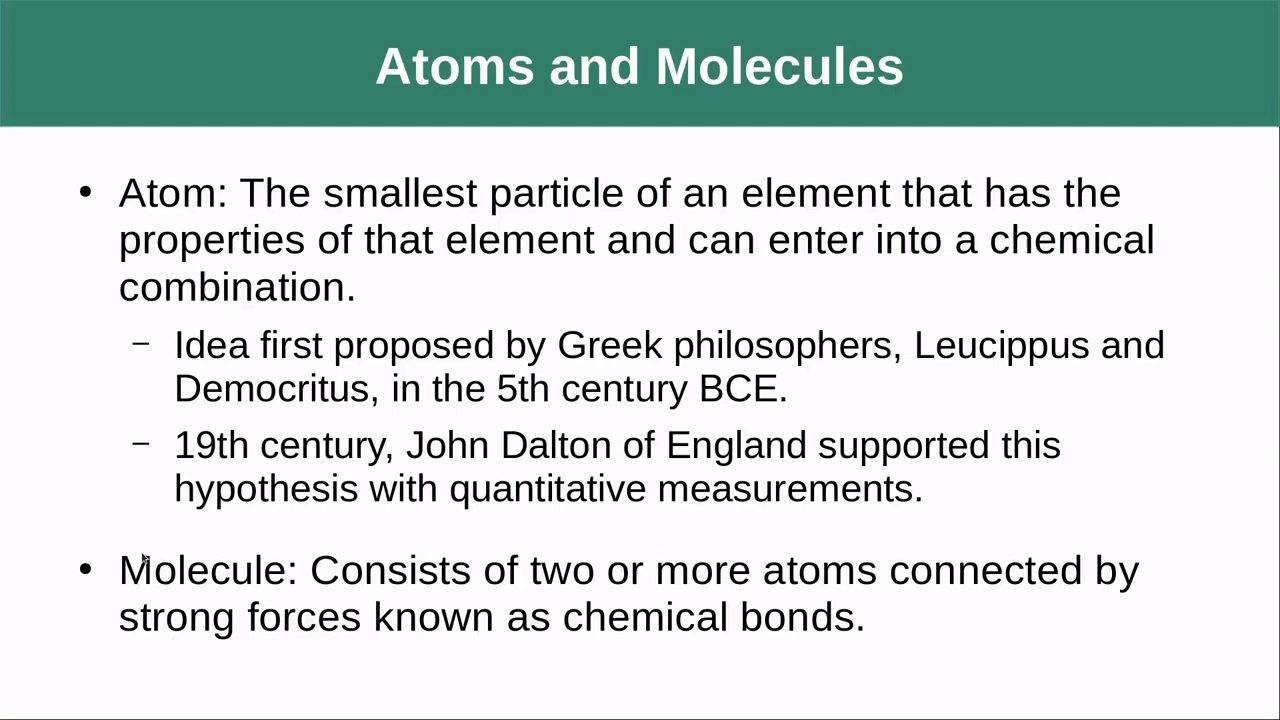 Atoms and Molecules
• Atom: The smallest particle of an element that has the
properties of that element and can enter into a chemical
combination.
– Idea first proposed by Greek philosophers, Leucippus and
Democritus, in the 5th century BCE.
– 19th century, John Dalton of England supported this
hypothesis with quantitative measurements.
• Molecule: Consists of two or more atoms connected by
strong forces known as chemical bonds.